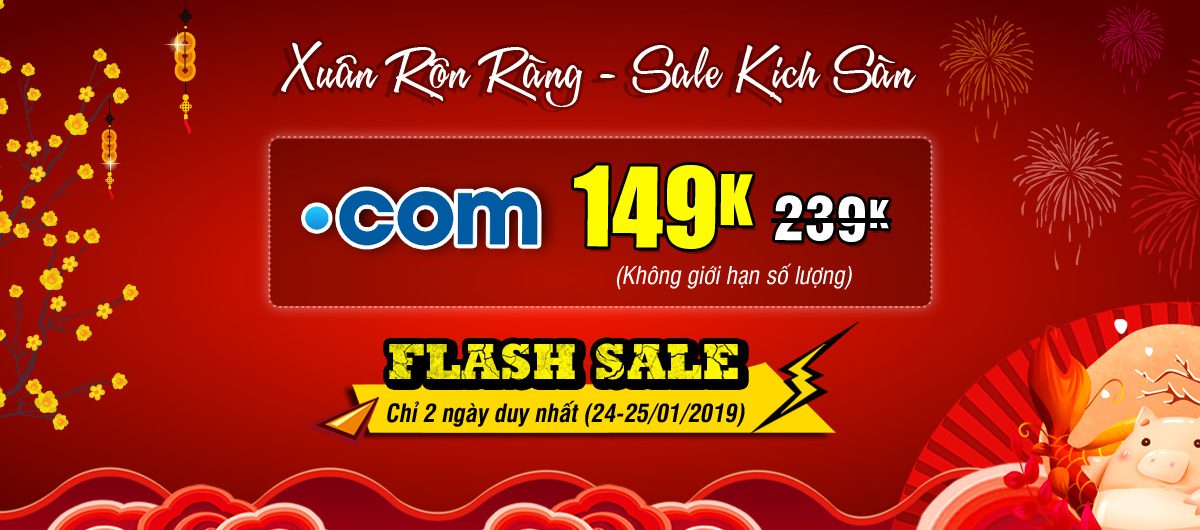 Xuân Rộn Ràng - Sale Kích Sàn
.com 149K 239K
(Không giới hạn số lượng)
FLASH SALE
Chỉ 2 ngày duy nhất (24-25/01/2019)